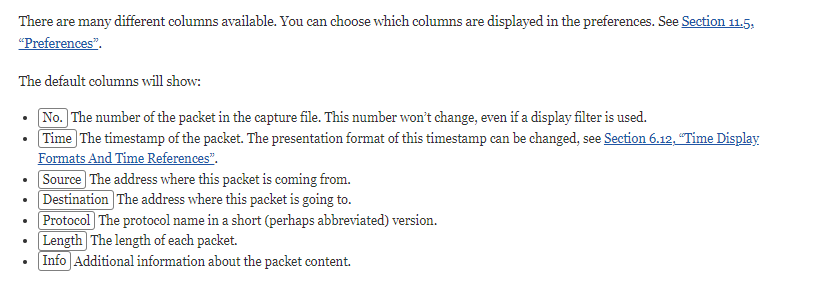 There are many different columns available. You can choose which columns are displayed in the preferences. See Section 11.5,
“Preferences”.
The default columns will show:
• No. The number of the packet in the capture file. This number won’t change, even if a display filter is used.
• Time The timestamp of the packet. The presentation format of this timestamp can be changed, see Section 6.12, “Time Display
Formats And Time References”.
• Source The address where this packet is coming from.
• Destination The address where this packet is going to.
• Protocol The protocol name in a short (perhaps abbreviated) version.
• Length The length of each packet.
• Info Additional information about the packet content.